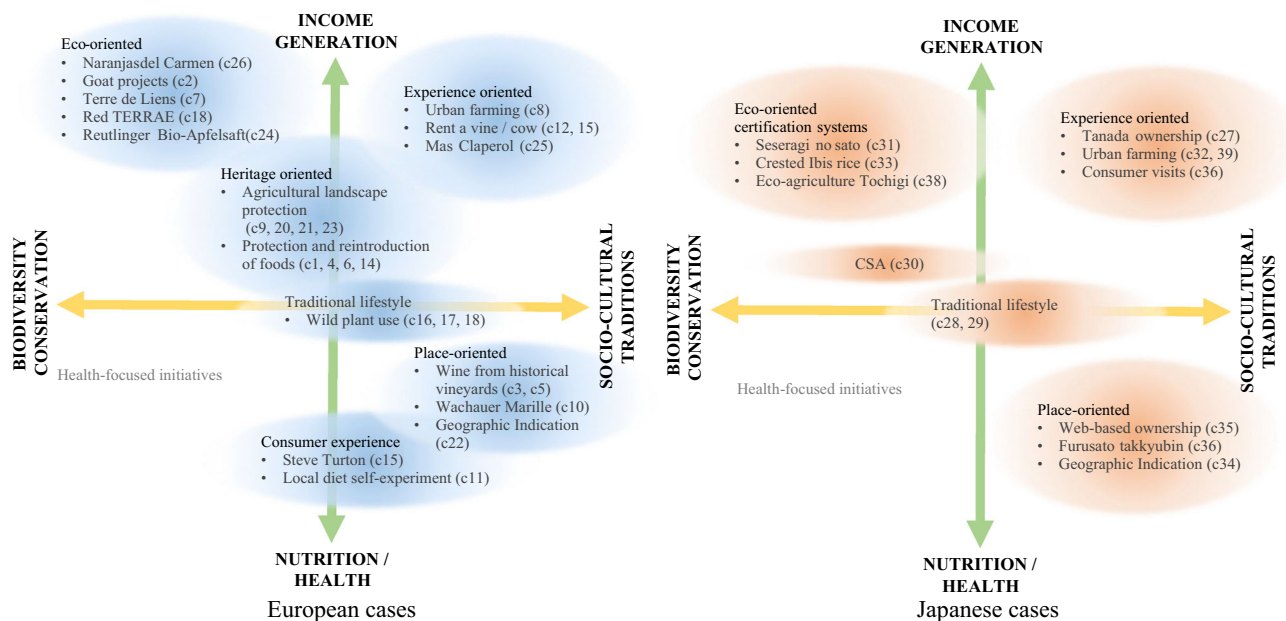 INCOME
GENERATION
Eco-oriented
• Naranjasdel Carmen (c26)
• Goat projects (c2)
• Terre de Liens (c7)
• Red TERRAE (c18)
• Reutlinger Bio-Apfelsaft(c24)
Experience oriented
• Urban farming (c8)
• Rent a vine / cow (c12, 15)
• Mas Claperol (c25)
Heritage oriented
• Agricultural landscape
protection
(c9, 20, 21, 23)
• Protection and reintroduction
of foods (c1, 4, 6, 14)
BIODIVERSITY
CONSERVATION
SOCIO-CULTURAL
TRADITIONS
Traditional lifestyle
• Wild plant use (c16, 17, 18)
Health-focused initiatives
Place-oriented
• Wine from historical
vineyards (c3, c5)
• Wachauer Marille (c10)
• Geographic Indication
(c22)
Consumer experience
• Steve Turton (c15)
• Local diet self-experiment (c11)
NUTRITION /
HEALTH
European cases
INCOME
GENERATION
Eco-oriented
certification systems
• Seseragi no sato (c31)
• Crested Ibis rice (c33)
• Eco-agriculture Tochigi (c38)
Experience oriented
• Tanada ownership (c27)
• Urban farming (c32, 39)
• Consumer visits (c36)
CSA (c30)
BIODIVERSITY
CONSERVATION
SOCIO-CULTURAL
TRADITIONS
Traditional lifestyle
(c28, 29)
Health-focused initiatives
Place-oriented
• Web-based ownership (c35)
• Furusato takkyubin (c36)
• Geographic Indication (c34)
NUTRITION /
HEALTH
Japanese cases